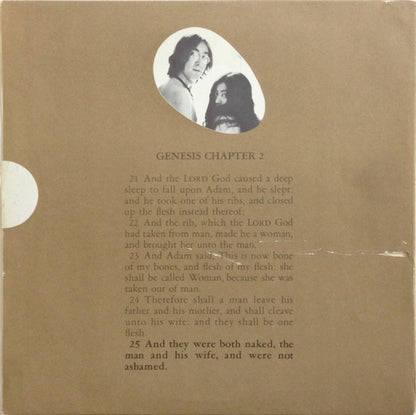 GENESIS CHAPTER 2
21 And the LORD God caused a deep
sleep to fall upon Adam, and he slept:
and he took one of his ribs, and closed
up the flesh instead thereof;
22 And the rib, which the LORD God
had taken from man, made he a woman,
and brought her unto the man.
23 And Adam said, This is now bone
of my bones, and flesh of my flesh: she
shall be called Woman, because she was
taken out of man.
24 Therefore shall a man leave his
father and his mother, and shall cleave
unto his wife: and they shall be one
flesh.
25 And they were both naked, the
man and his wife, and were not
ashamed.